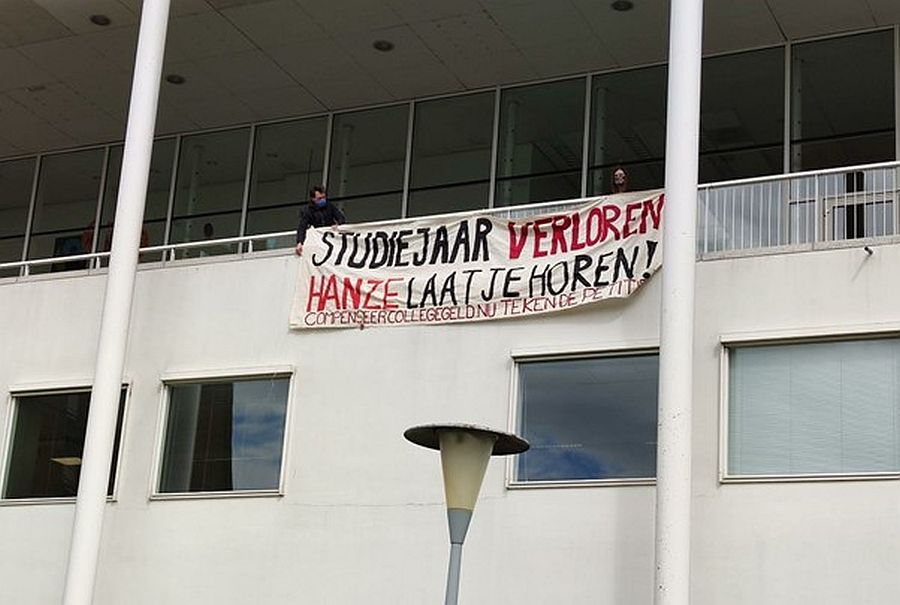 STUDIEJAAR VERLOREN
HANZE LAAT JE HOREN!
COMPENSEER COLLEGEGELD.NU TEKEN DE PETITIE